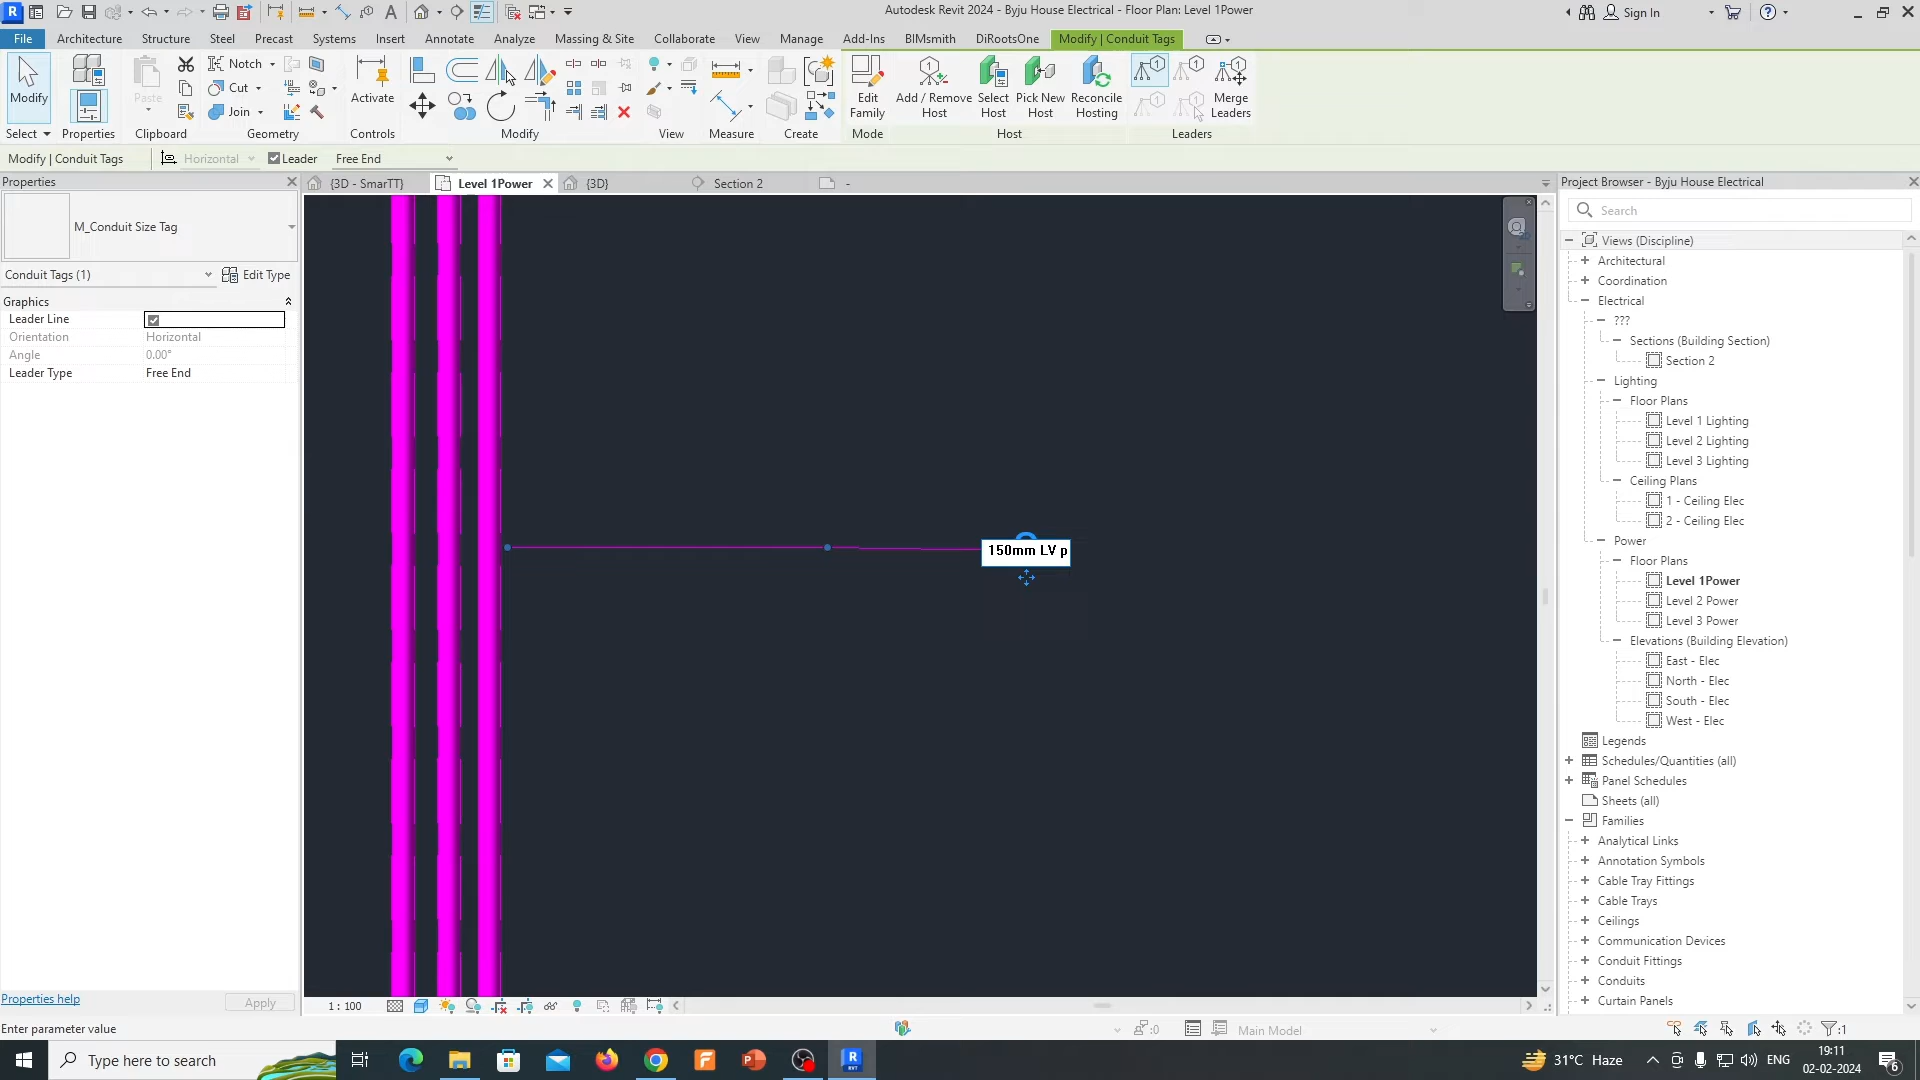 Autodesk Revit 2024 - Byju House Electrical - Floor Plan: Level 1Power
Sign In
File Architecture Structure Steel Precast Systems Insert Annotate Analyze Massing & Site Collaborate View Manage Add-Ins BIMsmith DiRootsOne Modify | Conduit Tags
Modify
Select
Properties
Paste
Clipboard
Notch
Cut
Join
Geometry
Activate
Controls
Modify
View
Measure
Create
Edit Family
Mode
Add / Remove Host
Select Host
Pick New Host
Reconcile Hosting
Host
Merge Leaders
Leaders
Modify | Conduit Tags Horizontal Leader Free End
Properties
{3D - SmarTT} Level 1Power {3D} Section 2 -
M_Conduit Size Tag
Conduit Tags (1) Edit Type
Graphics
Leader Line
Orientation Horizontal
Angle 0.00°
Leader Type Free End
Properties help Apply
150mm LV p
1 : 100
Project Browser - Byju House Electrical
Search
Views (Discipline)
Architectural
Coordination
Electrical
???
Sections (Building Section)
Section 2
Lighting
Floor Plans
Level 1 Lighting
Level 2 Lighting
Level 3 Lighting
Ceiling Plans
1 - Ceiling Elec
2 - Ceiling Elec
Power
Floor Plans
Level 1Power
Level 2 Power
Level 3 Power
Elevations (Building Elevation)
East - Elec
North - Elec
South - Elec
West - Elec
Legends
Schedules/Quantities (all)
Panel Schedules
Sheets (all)
Families
Analytical Links
Annotation Symbols
Cable Tray Fittings
Cable Trays
Ceilings
Communication Devices
Conduit Fittings
Conduits
Curtain Panels
Enter parameter value
:0
Main Model
:1
Type here to search
31°C Haze
ENG
19:11
02-02-2024
6